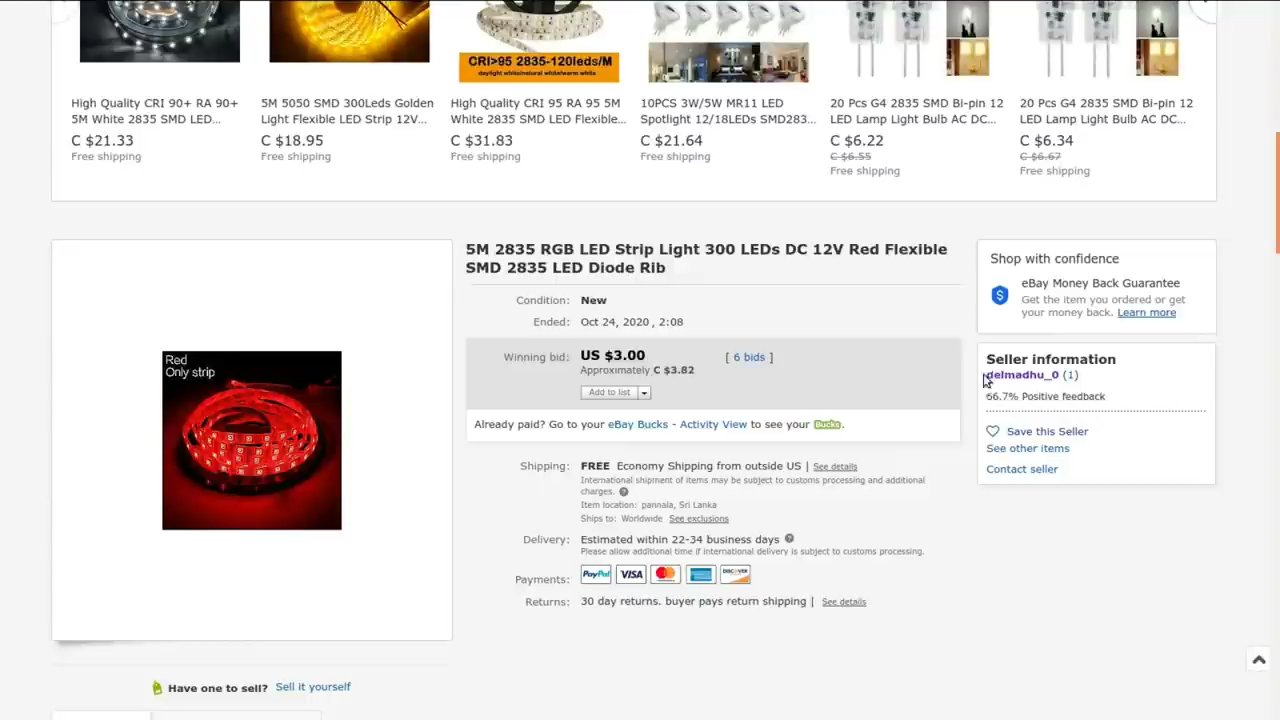 CRI>95 2835-120leds/M
daylight white/natural white/warm white
High Quality CRI 90+ RA 90+
5M White 2835 SMD LED...
C $21.33
Free shipping
5M 5050 SMD 300Leds Golden
Light Flexible LED Strip 12V...
C $18.95
Free shipping
High Quality CRI 95 RA 95 5M
White 2835 SMD LED Flexible...
C $31.83
Free shipping
10PCS 3W/5W MR11 LED
Spotlight 12/18LEDs SMD283...
C $21.64
Free shipping
20 Pcs G4 2835 SMD Bi-pin 12
LED Lamp Light Bulb AC DC...
C $6.22
C $6.55
Free shipping
20 Pcs G4 2835 SMD Bi-pin 12
LED Lamp Light Bulb AC DC...
C $6.34
C $6.67
Free shipping
Red
Only strip
5M 2835 RGB LED Strip Light 300 LEDs DC 12V Red Flexible
SMD 2835 LED Diode Rib
Condition: New
Ended: Oct 24, 2020 , 2:08
Winning bid: US $3.00 [ 6 bids ]
Approximately C $3.82
Add to list
Already paid? Go to your eBay Bucks - Activity View to see your Bucks.
Shipping: FREE Economy Shipping from outside US | See details
International shipment of items may be subject to customs processing and additional
charges.
Item location: pannala, Sri Lanka
Ships to: Worldwide See exclusions
Delivery: Estimated within 22-34 business days
Please allow additional time if international delivery is subject to customs processing.
Payments: PayPal VISA MasterCard DISCOVER
Returns: 30 day returns. buyer pays return shipping | See details
Shop with confidence
eBay Money Back Guarantee
Get the item you ordered or get
your money back. Learn more
Seller information
delmadhu_0 (1)
66.7% Positive feedback
Save this Seller
See other items
Contact seller
Have one to sell? Sell it yourself